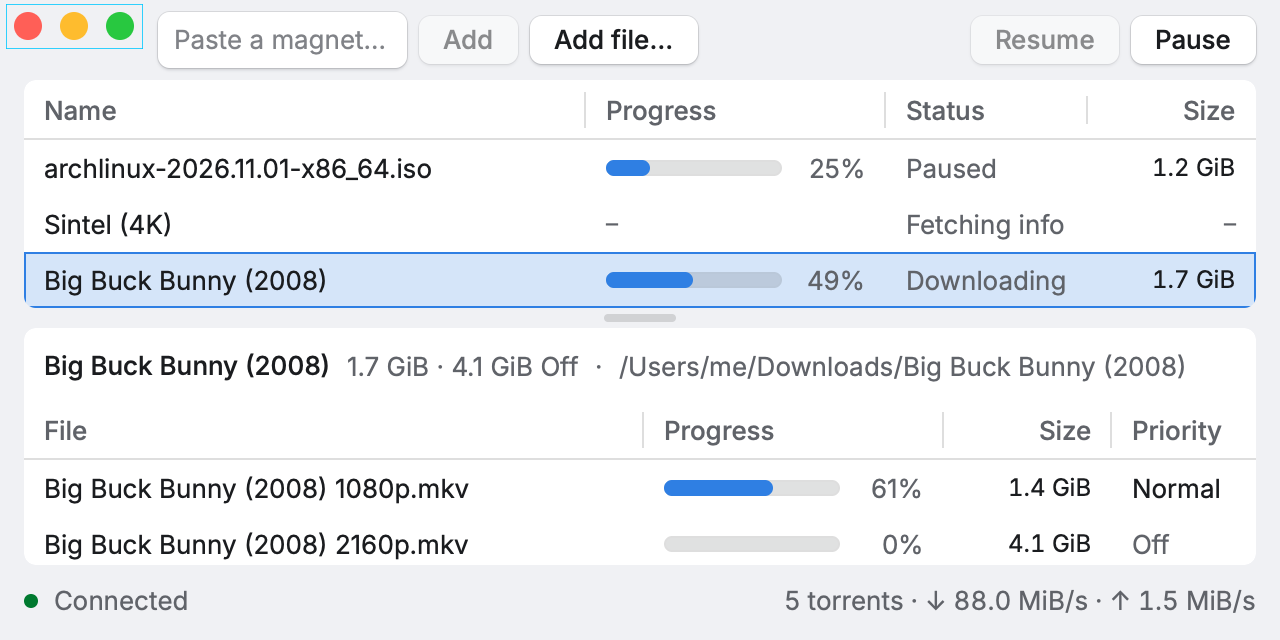 Paste a magnet... Add Add file... Resume Pause
Name Progress Status Size
archlinux-2026.11.01-x86_64.iso 25% Paused 1.2 GiB
Sintel (4K) – Fetching info –
Big Buck Bunny (2008) 49% Downloading 1.7 GiB
Big Buck Bunny (2008) 1.7 GiB · 4.1 GiB Off · /Users/me/Downloads/Big Buck Bunny (2008)
File Progress Size Priority
Big Buck Bunny (2008) 1080p.mkv 61% 1.4 GiB Normal
Big Buck Bunny (2008) 2160p.mkv 0% 4.1 GiB Off
Connected 5 torrents · ↓ 88.0 MiB/s · ↑ 1.5 MiB/s